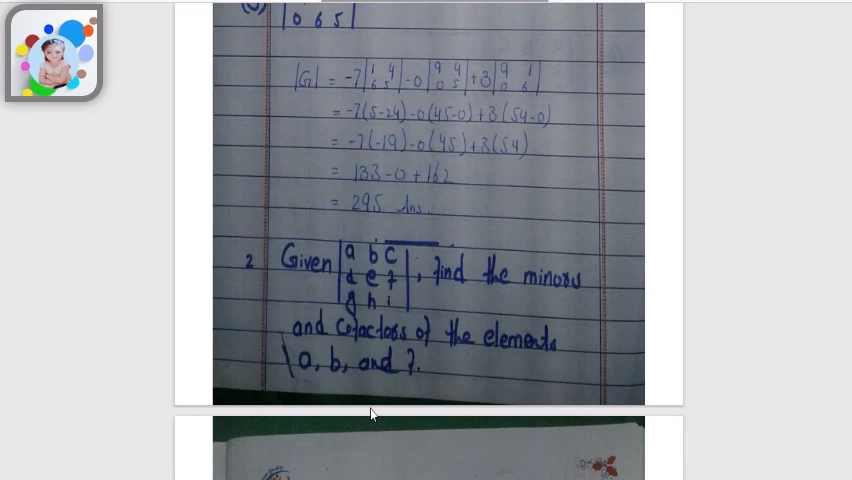 | 0 6 5 |
|G| = -7 |1 4| -0 |9 4| +3 |9 1|
6 5 0 5 0 6
= -7(5-24) -0(45-0) +3(54-0)
= -7(-19) -0(45) +3(54)
= 133 -0 +162
= 295 Ans.
2 Given |a b c|
d e f , find the minors
g h i
and cofactors of the elements
a, b, and f.